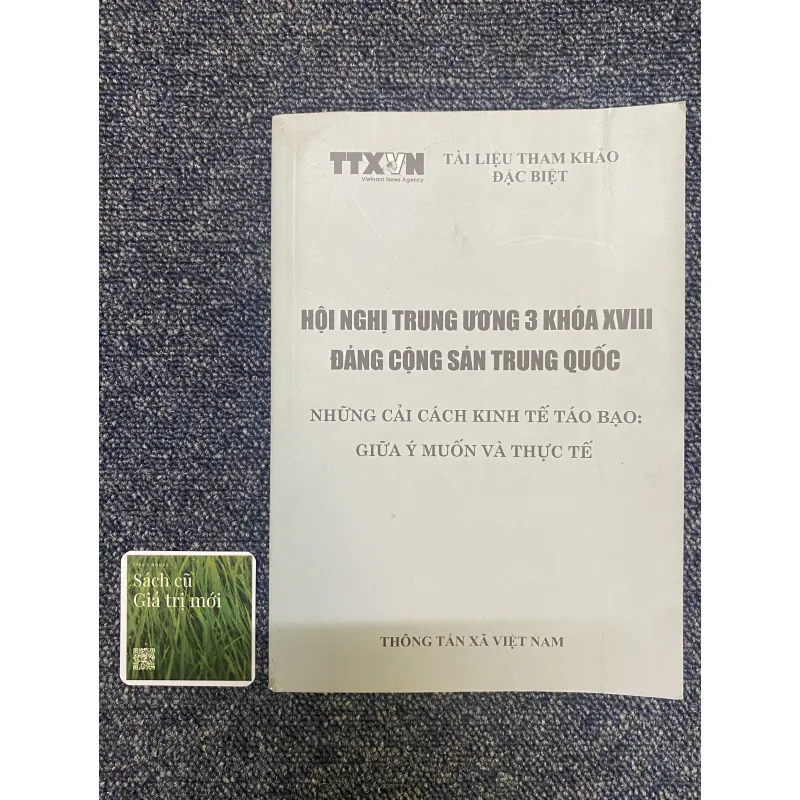 TTXVN
Vietnam News Agency
TÀI LIỆU THAM KHẢO
ĐẶC BIỆT
HỘI NGHỊ TRUNG ƯƠNG 3 KHÓA XVIII
ĐẢNG CỘNG SẢN TRUNG QUỐC
NHỮNG CẢI CÁCH KINH TẾ TÁO BẠO:
GIỮA Ý MUỐN VÀ THỰC TẾ
THÔNG TẤN XÃ VIỆT NAM
Sách cũ
Giá trị mới